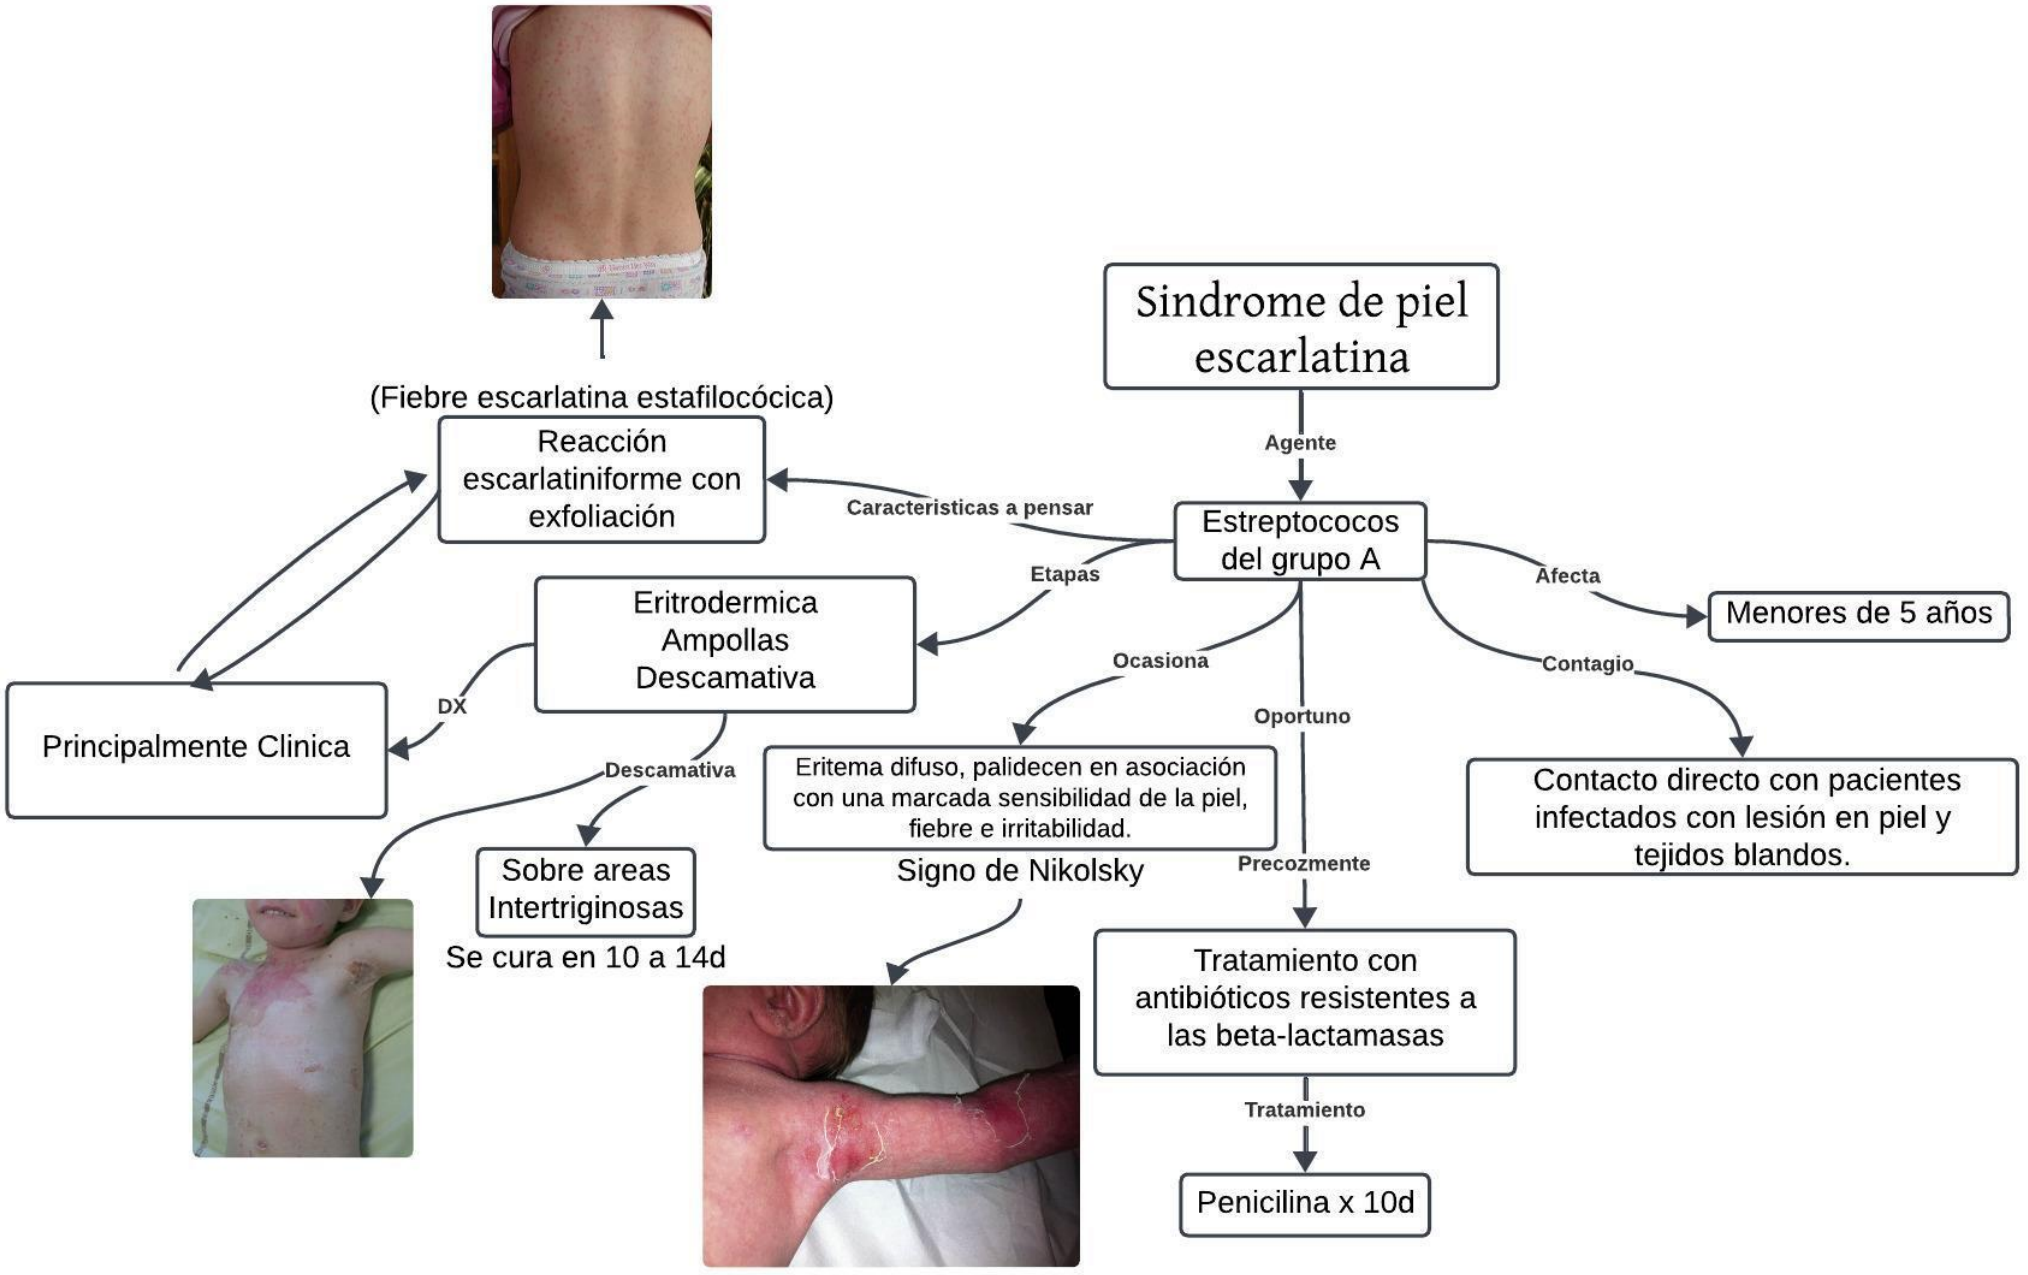 Sindrome de piel
escarlatina
Agente
Estreptococos
del grupo A
Caracteristicas a pensar
(Fiebre escarlatina estafilocócica)
Reacción
escarlatiniforme con
exfoliación
Etapas
Eritrodermica
Ampollas
Descamativa
DX
Principalmente Clinica
Descamativa
Sobre areas
Intertriginosas
Se cura en 10 a 14d
Ocasiona
Eritema difuso, palidecen en asociación
con una marcada sensibilidad de la piel,
fiebre e irritabilidad.
Signo de Nikolsky
Oportuno
Precozmente
Tratamiento con
antibióticos resistentes a
las beta-lactamasas
Tratamiento
Penicilina x 10d
Afecta
Menores de 5 años
Contagio
Contacto directo con pacientes
infectados con lesión en piel y
tejidos blandos.